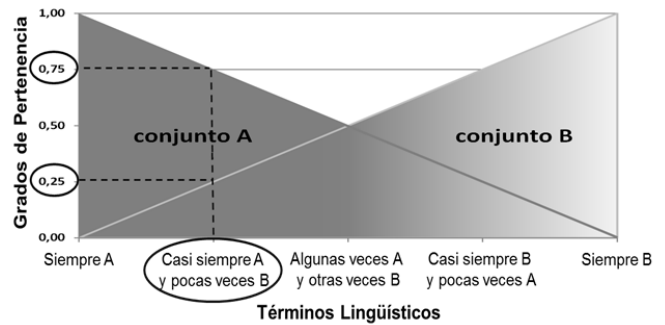 Grados de Pertenencia
1,00
0,75
0,50
0,25
0,00
conjunto A
conjunto B
Siempre A
Casi siempre A
y pocas veces B
Algunas veces A
y otras veces B
Casi siempre B
y pocas veces A
Siempre B
Términos Lingüísticos